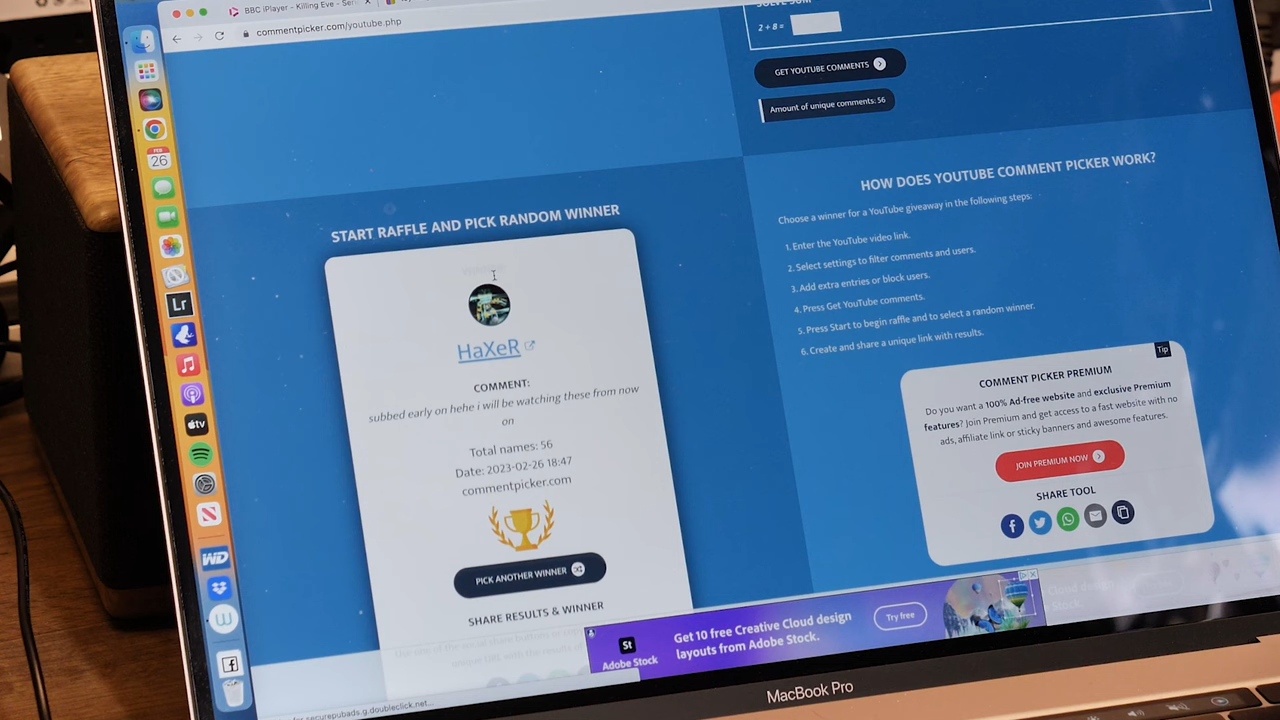 BBC iPlayer - Killing Eve - Seri
commentpicker.com/youtube.php
2 + 8 =
GET YOUTUBE COMMENTS
Amount of unique comments: 56
START RAFFLE AND PICK RANDOM WINNER
HaXeR
COMMENT:
subbed early on hehe i will be watching these from now
on
Total names: 56
Date: 2023-02-26 18:47
commentpicker.com
PICK ANOTHER WINNER
SHARE RESULTS & WINNER
HOW DOES YOUTUBE COMMENT PICKER WORK?
Choose a winner for a YouTube giveaway in the following steps:
1. Enter the YouTube video link.
2. Select settings to filter comments and users.
3. Add extra entries or block users.
4. Press Get YouTube comments.
5. Press Start to begin raffle and to select a random winner.
6. Create and share a unique link with results.
Tip
COMMENT PICKER PREMIUM
Do you want a 100% Ad-free website and exclusive Premium
features? Join Premium and get access to a fast website with no
ads, affiliate link or sticky banners and awesome features.
JOIN PREMIUM NOW
SHARE TOOL
St
Adobe Stock
Get 10 free Creative Cloud design
layouts from Adobe Stock.
Try free
FEB
26
Lr
tv
WD
for securepubads.g.doubleclick.net...
MacBook Pro